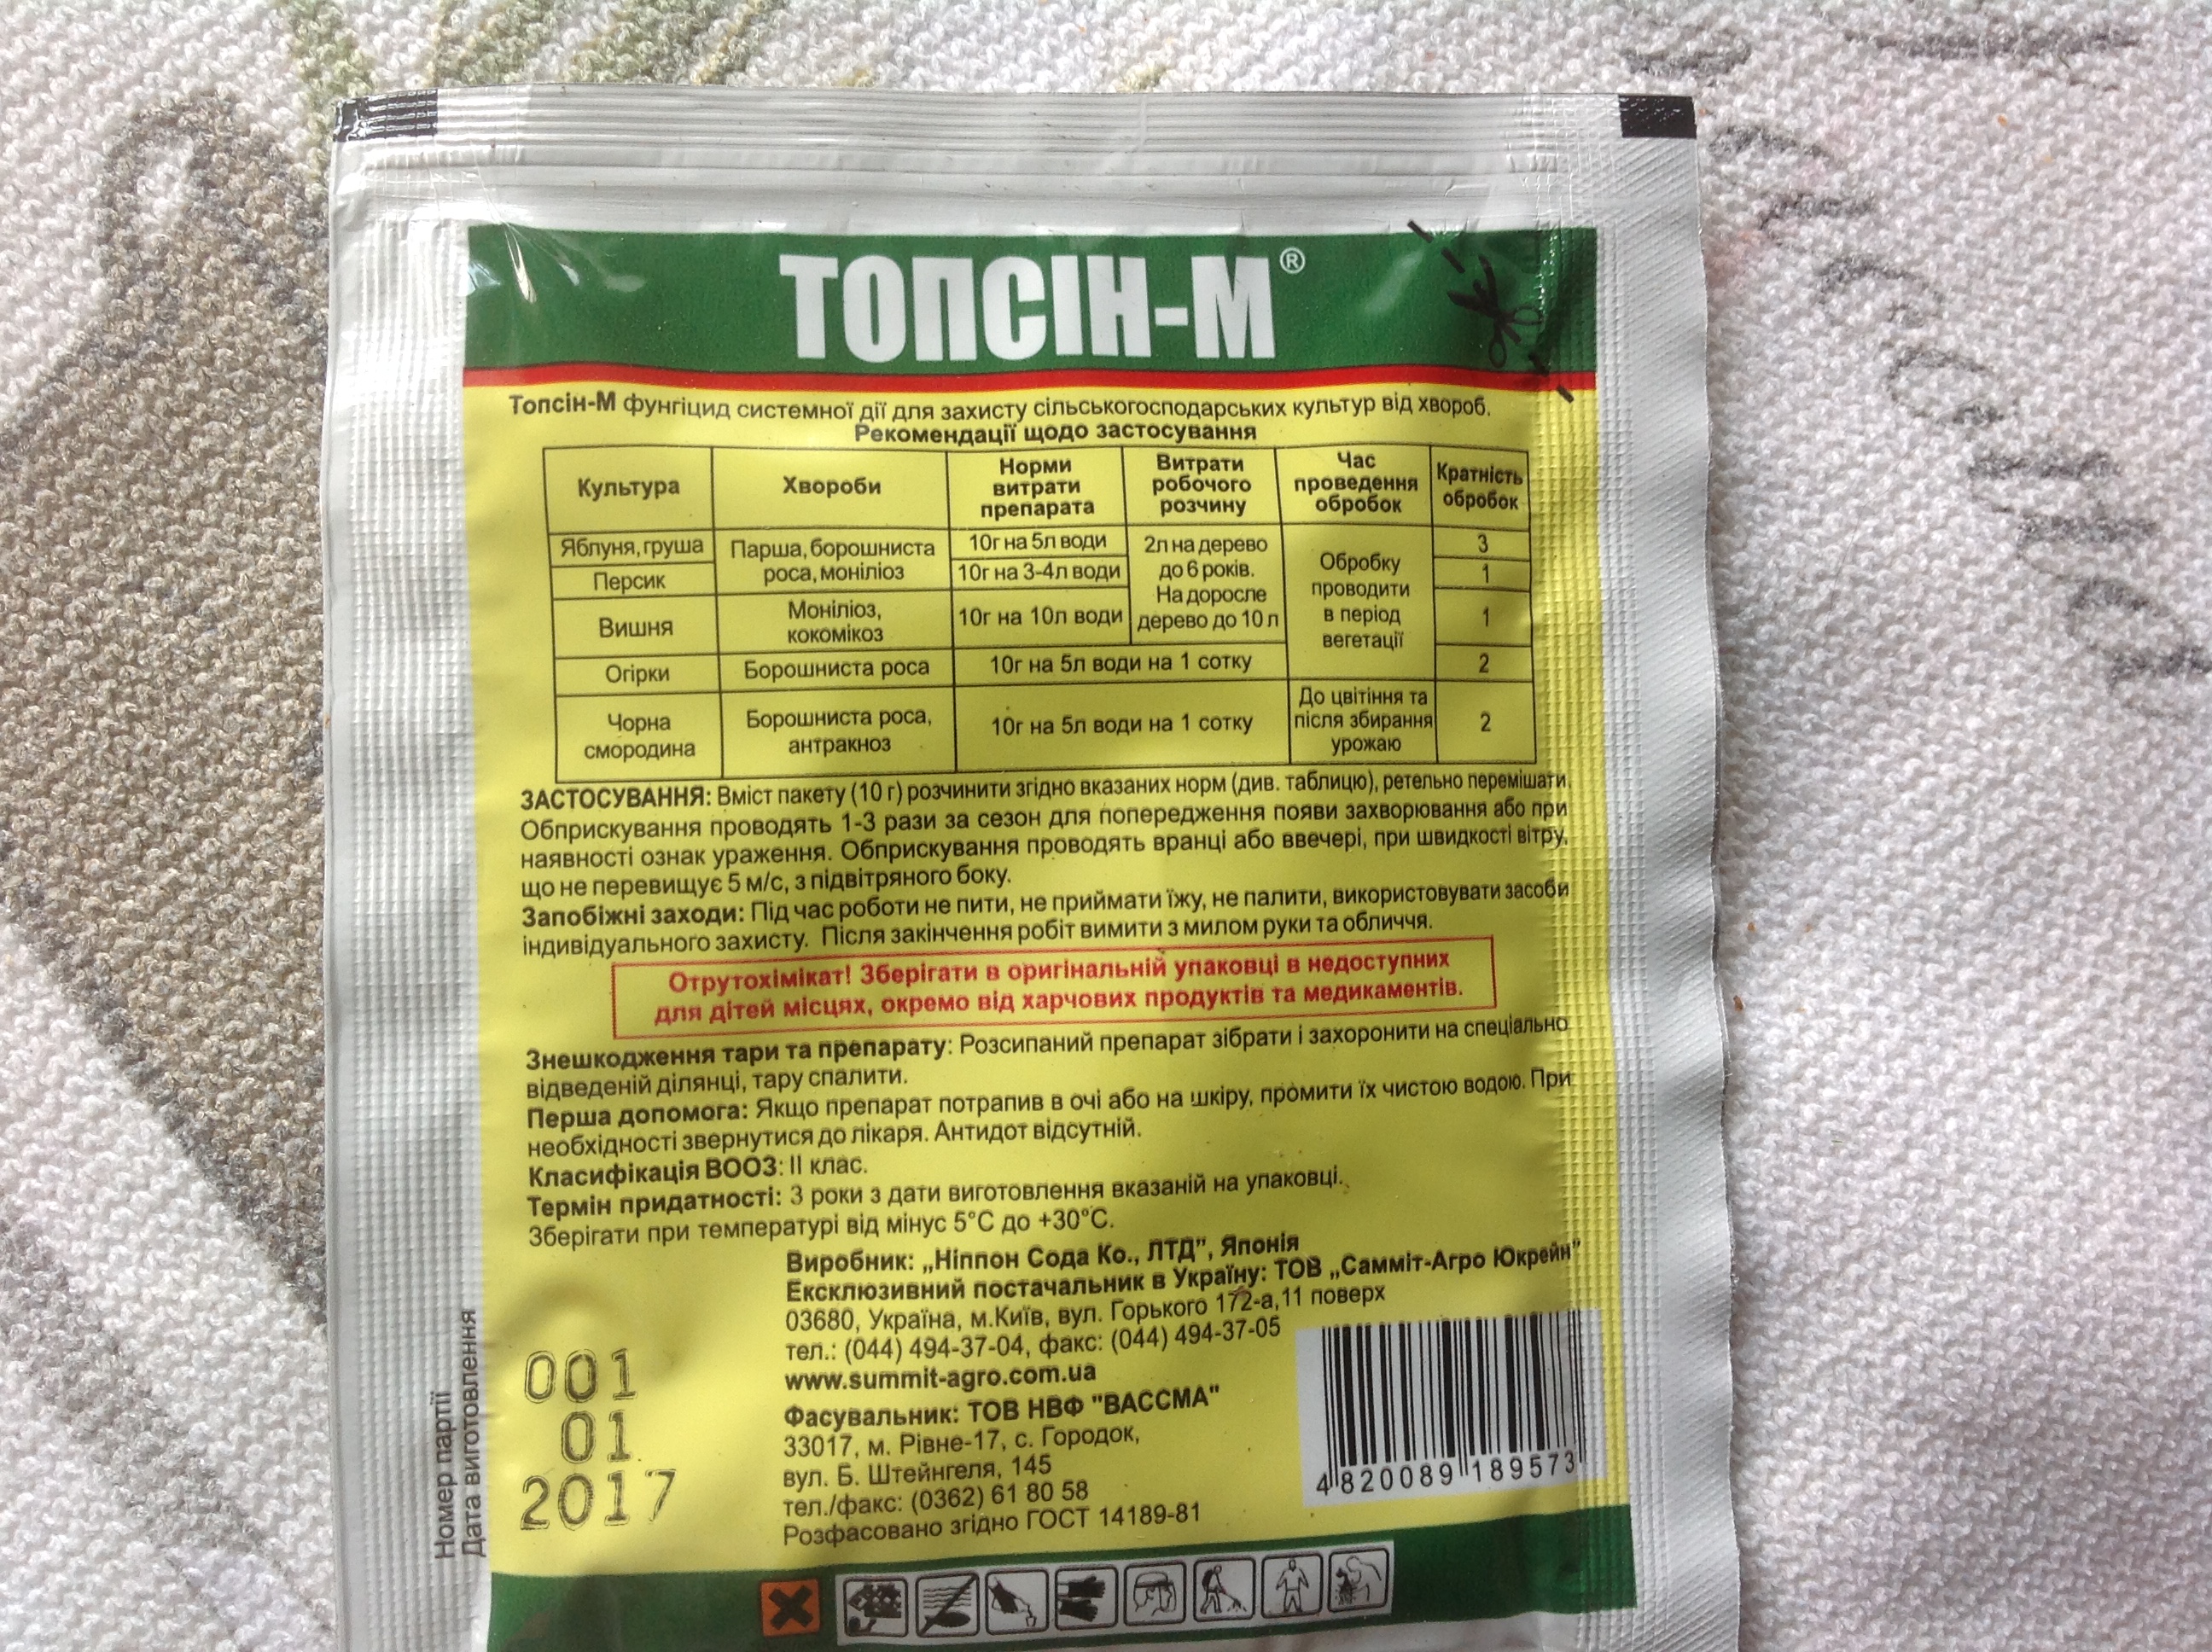 ТОПСІН-М®
Топсін-М фунгіцид системної дії для захисту сільськогосподарських культур від хвороб.
Рекомендації щодо застосування
Культура
Хвороби
Норми
витрати
препарата
Витрати
робочого
розчину
Час
проведення
обробок
Кратність
обробок
Яблуня, груша
Парша, борошниста
роса, моніліоз
10г на 5л води
2л на дерево
до 6 років.
На доросле
дерево до 10 л
Обробку
проводити
в період
вегетації
3
Персик
10г на 3-4л води
1
Вишня
Моніліоз,
кокомікоз
10г на 10л води
1
Огірки
Борошниста роса
10г на 5л води на 1 сотку
2
Чорна
смородина
Борошниста роса,
антракноз
10г на 5л води на 1 сотку
До цвітіння та
після збирання
урожаю
2
ЗАСТОСУВАННЯ: Вміст пакету (10 г) розчинити згідно вказаних норм (див. таблицю), ретельно перемішати.
Обприскування проводять 1-3 рази за сезон для попередження появи захворювання або при
наявності ознак ураження. Обприскування проводять вранці або ввечері, при швидкості вітру,
що не перевищує 5 м/с, з підвітряного боку.
Запобіжні заходи: Під час роботи не пити, не приймати їжу, не палити, використовувати засоби
індивідуального захисту. Після закінчення робіт вимити з милом руки та обличчя.
Отрутохімікат! Зберігати в оригінальній упаковці в недоступних
для дітей місцях, окремо від харчових продуктів та медикаментів.
Знешкодження тари та препарату: Розсипаний препарат зібрати і захоронити на спеціально
відведеній ділянці, тару спалити.
Перша допомога: Якщо препарат потрапив в очі або на шкіру, промити їх чистою водою. При
необхідності звернутися до лікаря. Антидот відсутній.
Класифікація ВООЗ: II клас.
Термін придатності: 3 роки з дати виготовлення вказаній на упаковці.
Зберігати при температурі від мінус 5°С до +30°С.
Виробник: „Ніппон Сода Ко., ЛТД", Японія
Ексклюзивний постачальник в Україну: ТОВ „Самміт-Агро Юкрейн"
03680, Україна, м.Київ, вул. Горького 172-а,11 поверх
тел.: (044) 494-37-04, факс: (044) 494-37-05
www.summit-agro.com.ua
Фасувальник: ТОВ НВФ "ВАССМА"
33017, м. Рівне-17, с. Городок,
вул. Б. Штейнгеля, 145
тел./факс: (0362) 61 80 58
Розфасовано згідно ГОСТ 14189-81
Номер партії
Дата виготовлення
001
01
2017
4820089189573